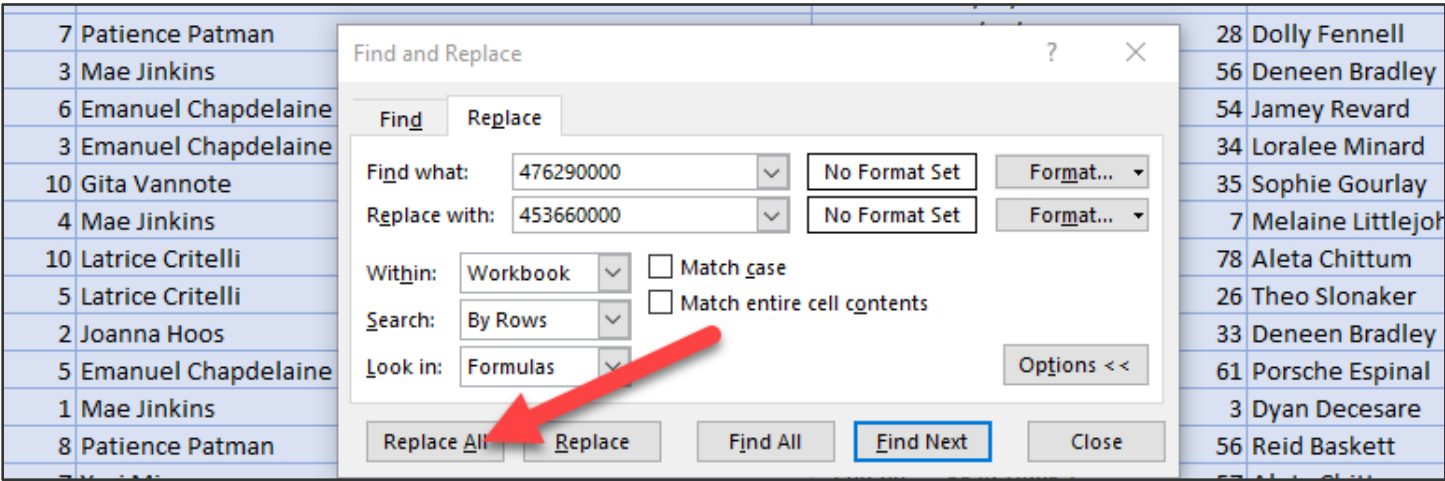 7 Patience Patman
3 Mae Jinkins
6 Emanuel Chapdelaine
3 Emanuel Chapdelaine
10 Gita Vannote
4 Mae Jinkins
10 Latrice Critelli
5 Latrice Critelli
2 Joanna Hoos
5 Emanuel Chapdelaine
1 Mae Jinkins
8 Patience Patman
Find and Replace ?
Find Replace
Find what: 476290000 No Format Set Format...
Replace with: 453660000 No Format Set Format...
Within: Workbook Match case
Match entire cell contents
Search: By Rows
Look in: Formulas Options <<
Replace All Replace Find All Find Next Close
28 Dolly Fennell
56 Deneen Bradley
54 Jamey Revard
34 Loralee Minard
35 Sophie Gourlay
7 Melaine Littlejoh
78 Aleta Chittum
26 Theo Slonaker
33 Deneen Bradley
61 Porsche Espinal
3 Dyan Decesare
56 Reid Baskett